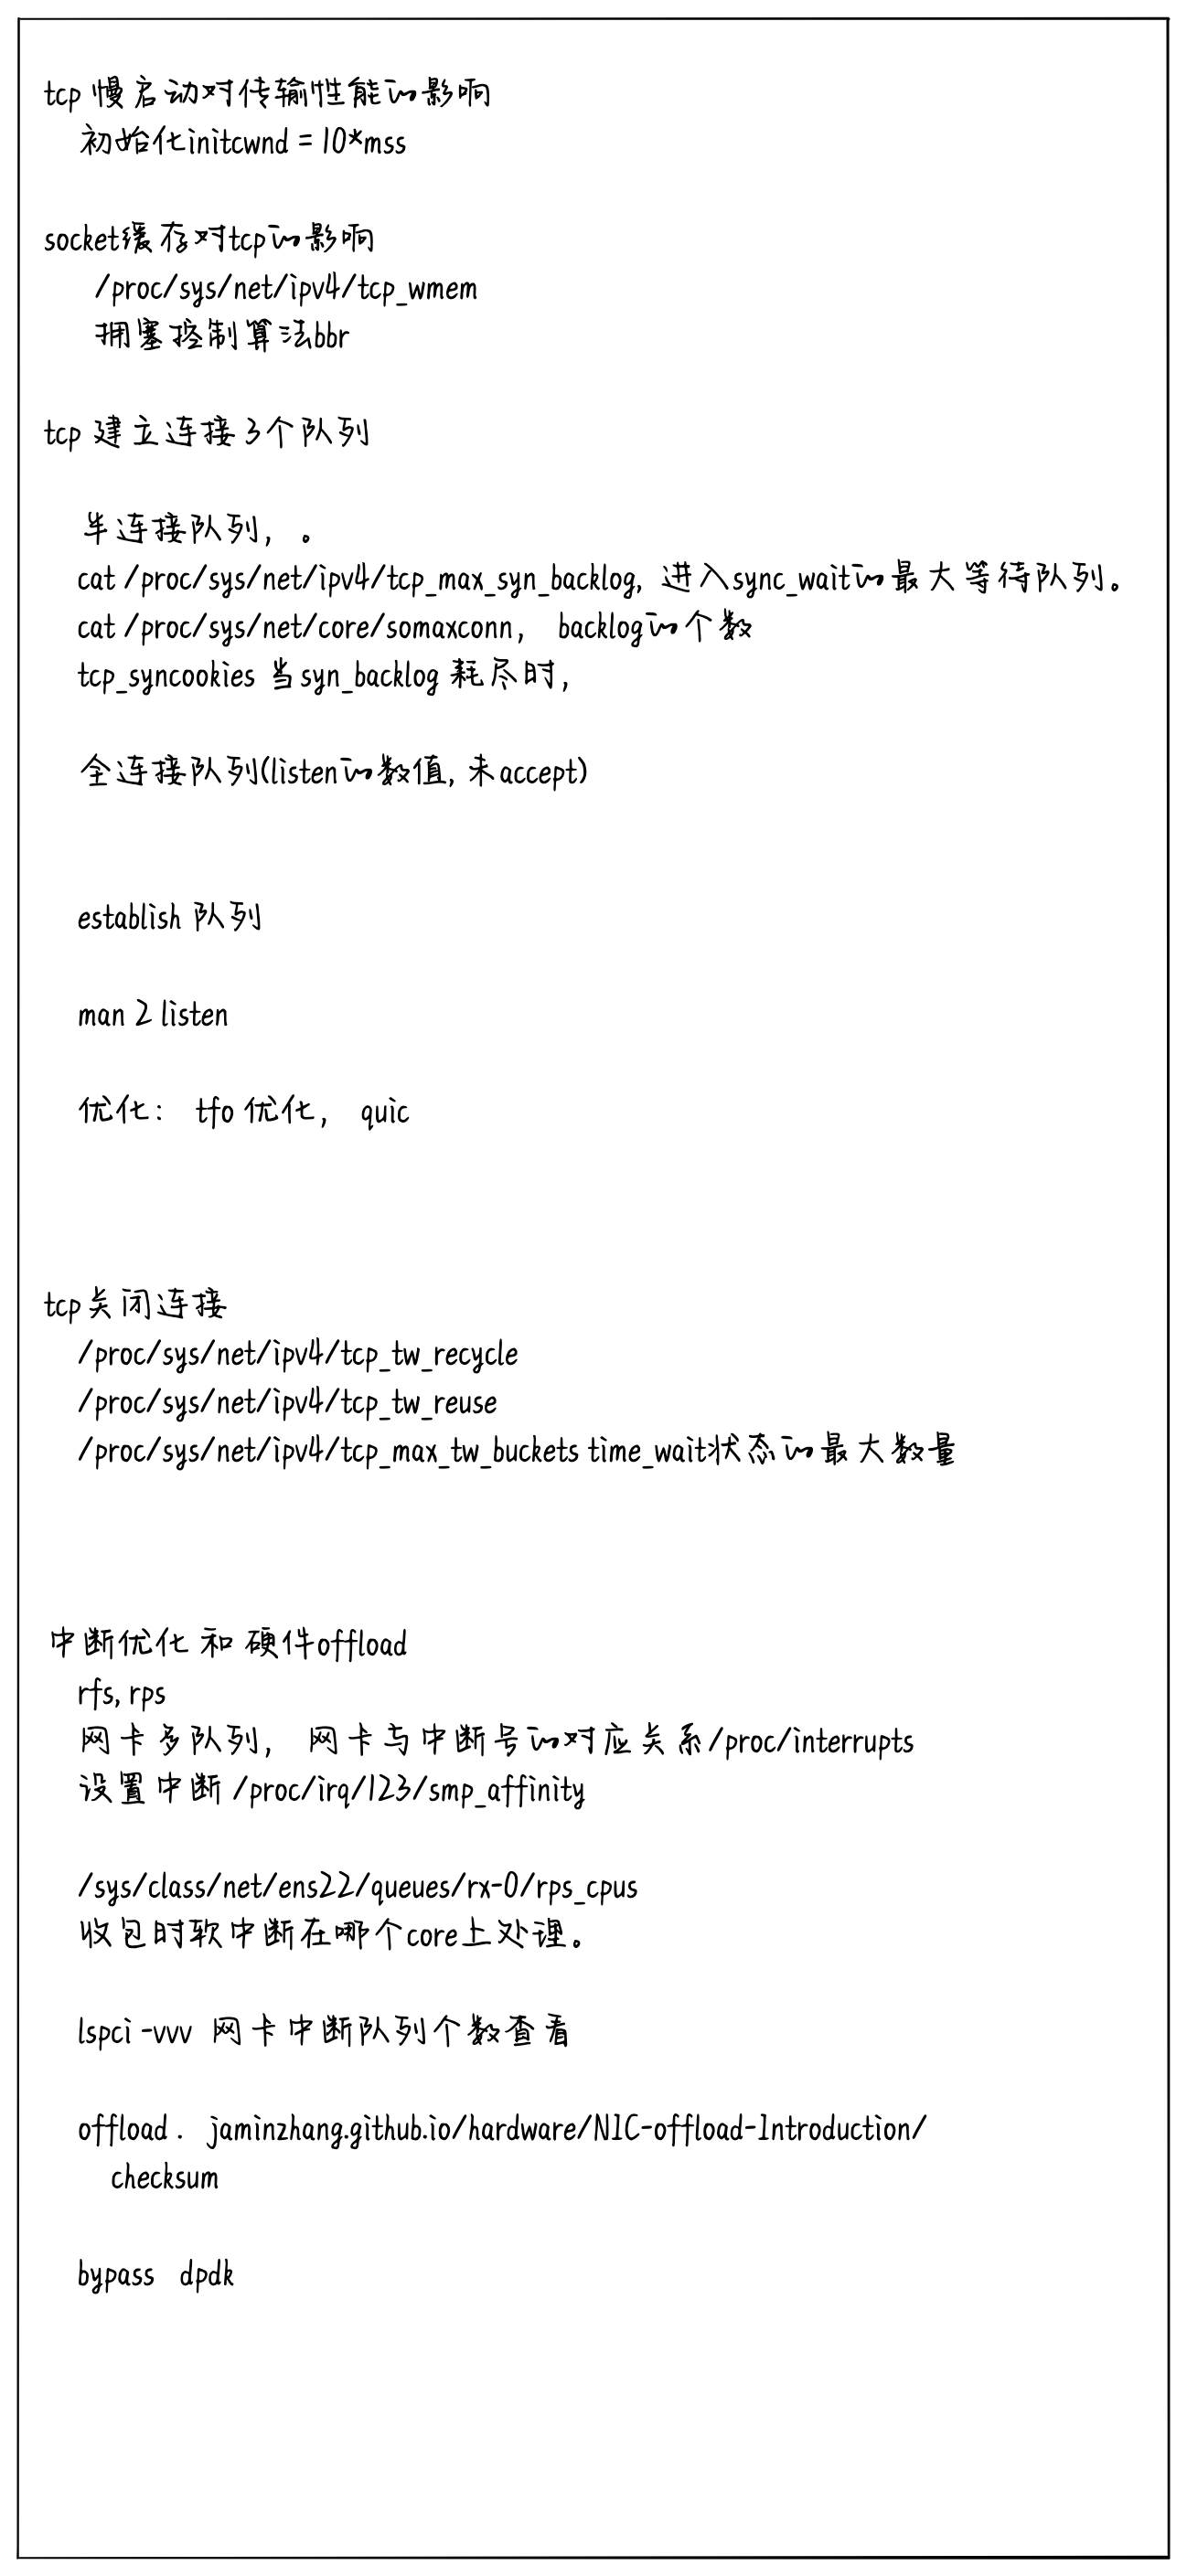 tcp 慢启动对传输性能的影响
初始化initcwnd = 10*mss
socket缓存对tcp的影响
/proc/sys/net/ipv4/tcp_wmem
拥塞控制算法bbr
tcp 建立连接 3个队列
半连接队列, 。
cat /proc/sys/net/ipv4/tcp_max_syn_backlog, 进入sync_wait的最大等待队列。
cat /proc/sys/net/core/somaxconn, backlog的个数
tcp_syncookies 当syn_backlog 耗尽时,
全连接队列(listen的数值, 未accept)
establish 队列
man 2 listen
优化: tfo 优化, quic
tcp关闭连接
/proc/sys/net/ipv4/tcp_tw_recycle
/proc/sys/net/ipv4/tcp_tw_reuse
/proc/sys/net/ipv4/tcp_max_tw_buckets time_wait状态的最大数量
中断优化 和 硬件offload
rfs, rps
网卡多队列, 网卡与中断号的对应关系/proc/interrupts
设置中断 /proc/irq/123/smp_affinity
/sys/class/net/ens22/queues/rx-0/rps_cpus
收包时软中断在哪个core上处理。
lspci -vvv 网卡中断队列个数查看
offload . jaminzhang.github.io/hardware/NIC-offload-Introduction/
checksum
bypass dpdk